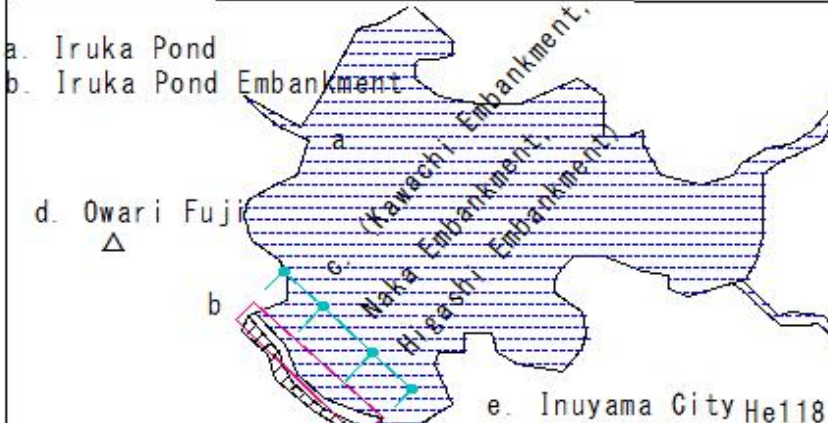 a. Iruka Pond
b. Iruka Pond Embankment
a
c. (Kawachi Embankment,
Naka Embankment,
Higashi Embankment)
d. Owari Fuji
b
e. Inuyama City
He118